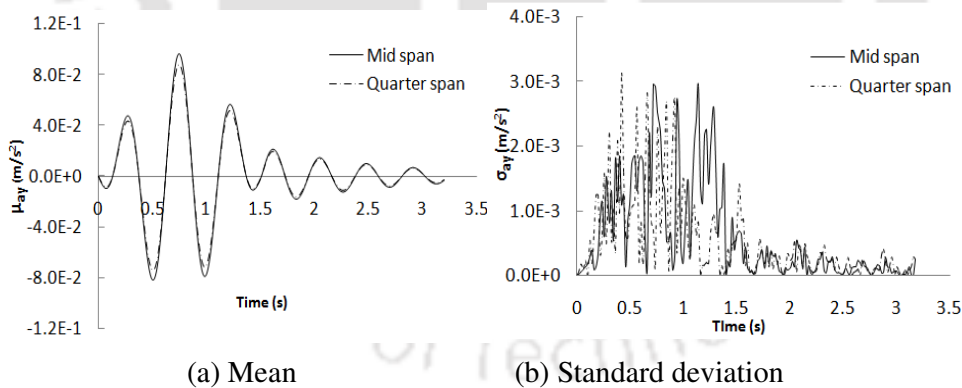 1.2E-1
8.0E-2
4.0E-2
0.0E+0
-4.0E-2
-8.0E-2
-1.2E-1
μay (m/s²)
0 0.5 1 1.5 2 2.5 3 3.5
Time (s)
Mid span
Quarter span
(a) Mean
4.0E-3
3.0E-3
2.0E-3
1.0E-3
0.0E+0
σay (m/s²)
0 0.5 1 1.5 2 2.5 3 3.5
Time (s)
Mid span
Quarter span
(b) Standard deviation
of Techno